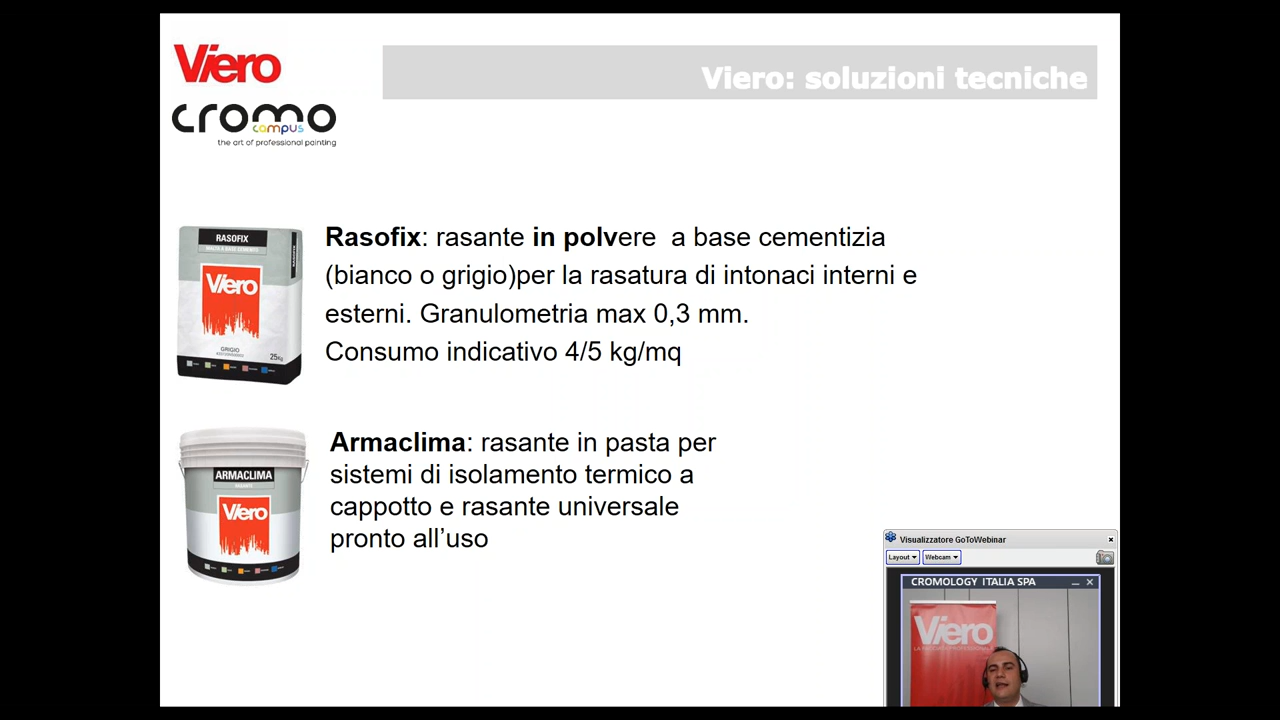 Viero
cromo
campus
the art of professional painting
Viero: soluzioni tecniche
Rasofix: rasante in polvere a base cementizia
(bianco o grigio)per la rasatura di intonaci interni e
esterni. Granulometria max 0,3 mm.
Consumo indicativo 4/5 kg/mq
RASOFIX
MALTA A BASE CEMENTO
Viero
GRIGIO
25Kg
Armaclima: rasante in pasta per
sistemi di isolamento termico a
cappotto e rasante universale
pronto all’uso
ARMACLIMA
Viero
Visualizzatore GoToWebinar
Layout
Webcam
CROMOLOGY ITALIA SPA
Viero